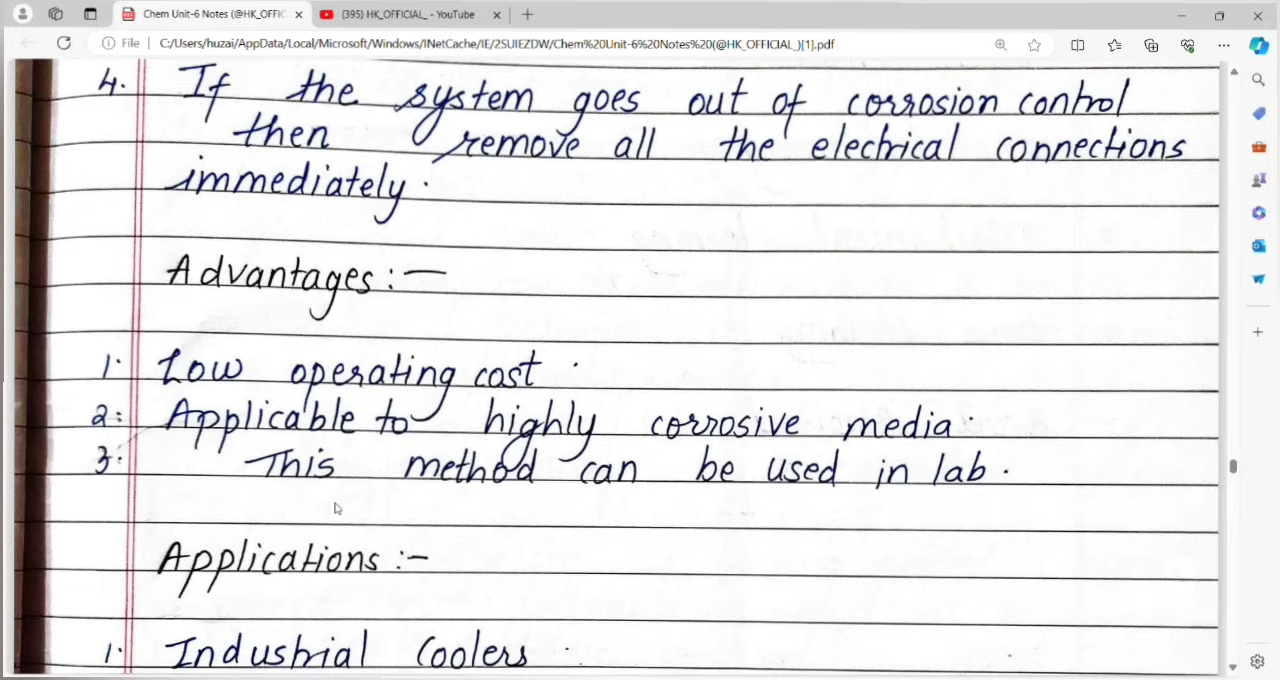 Chem Unit-6 Notes (@HK_OFFIC
(395) HK_OFFICIAL_ - YouTube
File
C:/Users/huzai/AppData/Local/Microsoft/Windows/INetCache/IE/2SUIEZDW/Chem%20Unit-6%20Notes%20(@HK_OFFICIAL_)[1].pdf
4. If the system goes out of corrosion control
then remove all the electrical connections
immediately.
Advantages :—
1. Low operating cost.
2. Applicable to highly corrosive media.
3. This method can be used in lab.
Applications :-
1. Industrial Coolers.